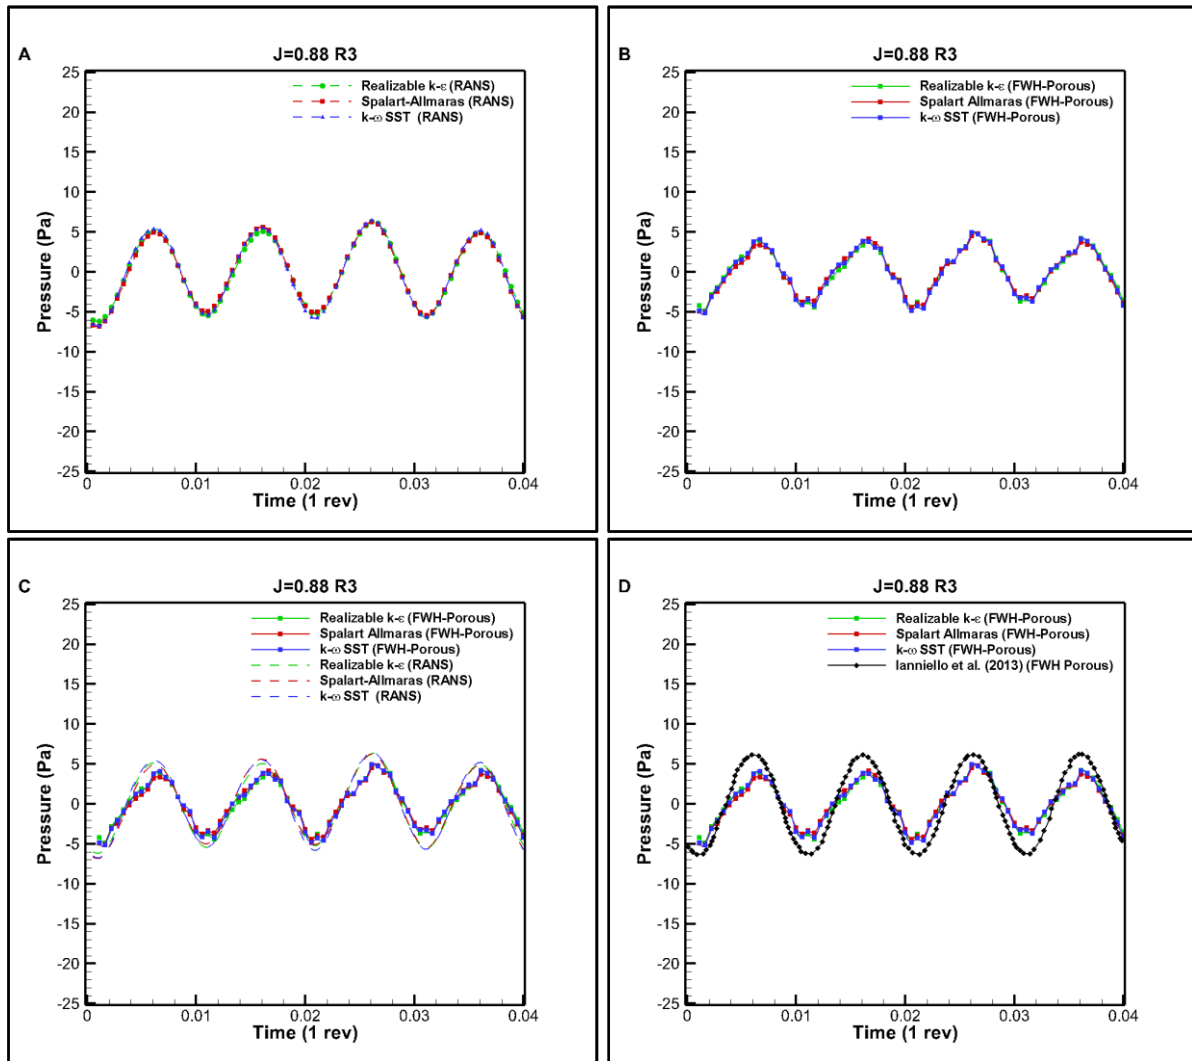 A
J=0.88 R3
Realizable k-ε (RANS)
Spalart-Allmaras (RANS)
k-ω SST (RANS)
Pressure (Pa)
25
20
15
10
5
0
-5
-10
-15
-20
-25
0
0.01
0.02
0.03
0.04
Time (1 rev)
B
J=0.88 R3
Realizable k-ε (FWH-Porous)
Spalart Allmaras (FWH-Porous)
k-ω SST (FWH-Porous)
Pressure (Pa)
25
20
15
10
5
0
-5
-10
-15
-20
-25
0
0.01
0.02
0.03
0.04
Time (1 rev)
C
J=0.88 R3
Realizable k-ε (FWH-Porous)
Spalart Allmaras (FWH-Porous)
k-ω SST (FWH-Porous)
Realizable k-ε (RANS)
Spalart-Allmaras (RANS)
k-ω SST (RANS)
Pressure (Pa)
25
20
15
10
5
0
-5
-10
-15
-20
-25
0
0.01
0.02
0.03
0.04
Time (1 rev)
D
J=0.88 R3
Realizable k-ε (FWH-Porous)
Spalart Allmaras (FWH-Porous)
k-ω SST (FWH-Porous)
Ianniello et al. (2013) (FWH Porous)
Pressure (Pa)
25
20
15
10
5
0
-5
-10
-15
-20
-25
0
0.01
0.02
0.03
0.04
Time (1 rev)